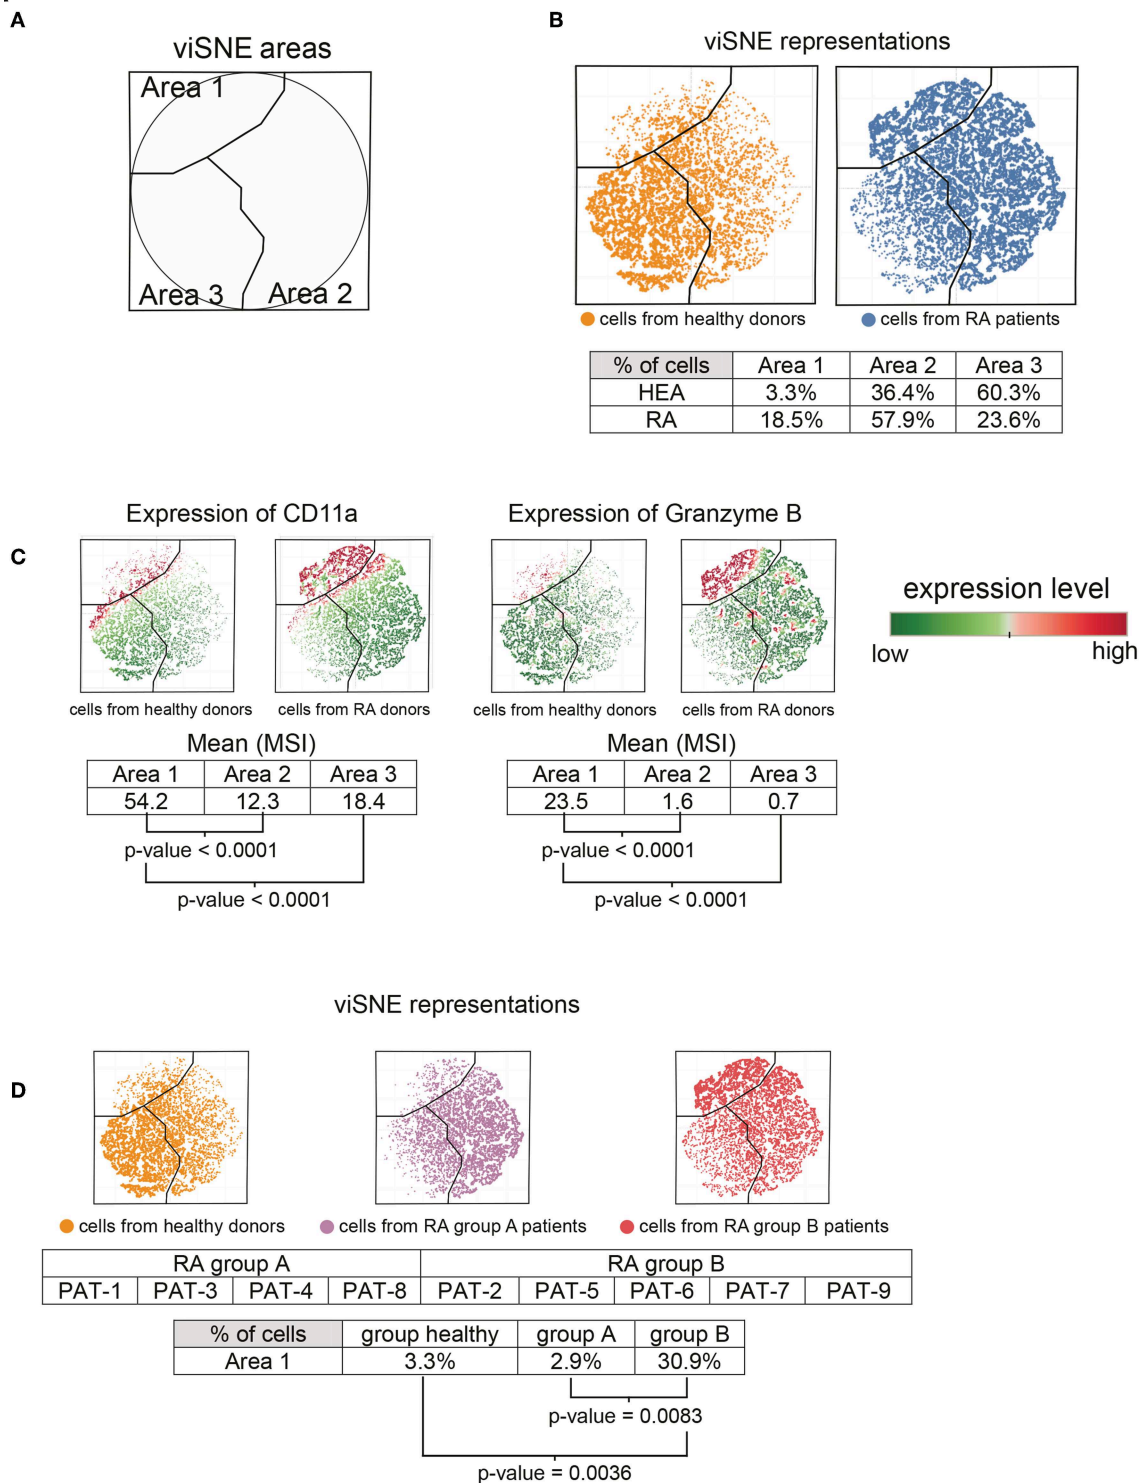 A
viSNE areas
Area 1
Area 3
Area 2
B
viSNE representations
cells from healthy donors
cells from RA patients
% of cells Area 1 Area 2 Area 3
HEA 3.3% 36.4% 60.3%
RA 18.5% 57.9% 23.6%
C
Expression of CD11a
Expression of Granzyme B
cells from healthy donors
cells from RA donors
cells from healthy donors
cells from RA donors
expression level
low
high
Mean (MSI)
Area 1 Area 2 Area 3
54.2 12.3 18.4
p-value < 0.0001
p-value < 0.0001
Mean (MSI)
Area 1 Area 2 Area 3
23.5 1.6 0.7
p-value < 0.0001
p-value < 0.0001
D
viSNE representations
cells from healthy donors
cells from RA group A patients
cells from RA group B patients
RA group A RA group B
PAT-1 PAT-3 PAT-4 PAT-8 PAT-2 PAT-5 PAT-6 PAT-7 PAT-9
% of cells group healthy group A group B
Area 1 3.3% 2.9% 30.9%
p-value = 0.0083
p-value = 0.0036